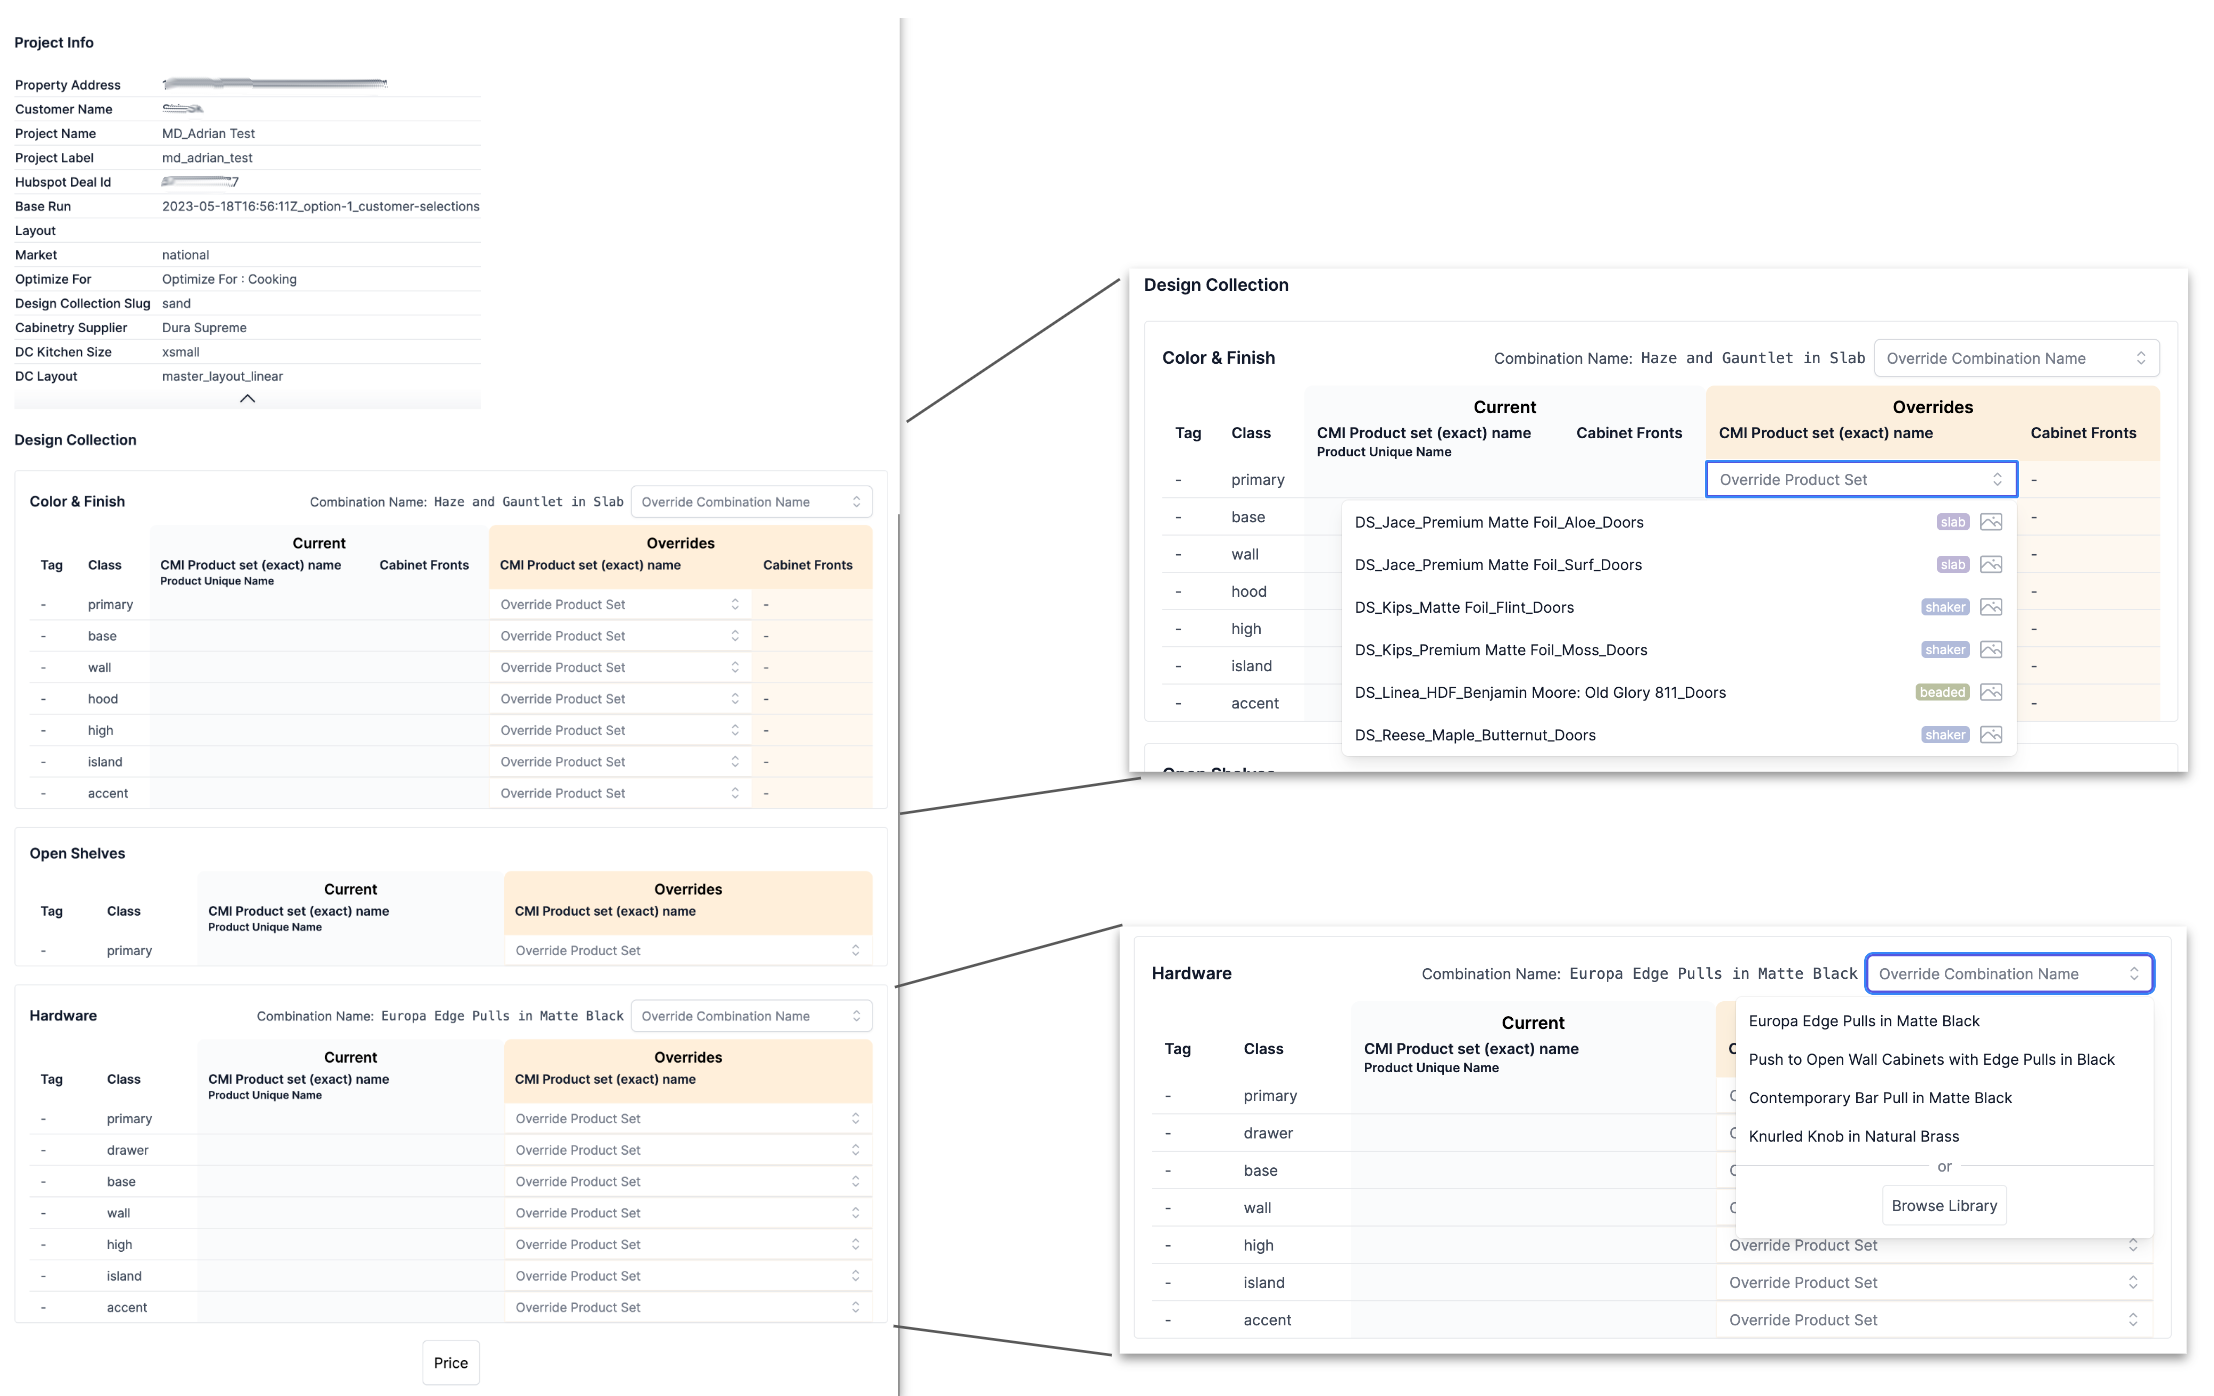 Project Info
Property Address
Customer Name
Project Name MD_Adrian Test
Project Label md_adrian_test
Hubspot Deal Id 7
Base Run 2023-05-18T16:56:11Z_option-1_customer-selections
Layout
Market national
Optimize For Optimize For : Cooking
Design Collection Slug sand
Cabinetry Supplier Dura Supreme
DC Kitchen Size xsmall
DC Layout master_layout_linear
Design Collection
Color & Finish Combination Name: Haze and Gauntlet in Slab Override Combination Name
Current Overrides
Tag Class CMI Product set (exact) name Cabinet Fronts CMI Product set (exact) name Cabinet Fronts
Product Unique Name
- primary Override Product Set -
- base Override Product Set -
- wall Override Product Set -
- hood Override Product Set -
- high Override Product Set -
- island Override Product Set -
- accent Override Product Set -
Open Shelves
Current Overrides
Tag Class CMI Product set (exact) name CMI Product set (exact) name
Product Unique Name
- primary Override Product Set
Hardware Combination Name: Europa Edge Pulls in Matte Black Override Combination Name
Current Overrides
Tag Class CMI Product set (exact) name CMI Product set (exact) name
Product Unique Name
- primary Override Product Set
- drawer Override Product Set
- base Override Product Set
- wall Override Product Set
- high Override Product Set
- island Override Product Set
- accent Override Product Set
Price
Design Collection
Color & Finish Combination Name: Haze and Gauntlet in Slab Override Combination Name
Current Overrides
Tag Class CMI Product set (exact) name Cabinet Fronts CMI Product set (exact) name Cabinet Fronts
Product Unique Name
- primary Override Product Set -
- base
- wall -
- hood -
- high -
- island -
- accent -
DS_Jace_Premium Matte Foil_Aloe_Doors slab
DS_Jace_Premium Matte Foil_Surf_Doors slab
DS_Kips_Matte Foil_Flint_Doors shaker
DS_Kips_Premium Matte Foil_Moss_Doors shaker
DS_Linea_HDF_Benjamin Moore: Old Glory 811_Doors beaded
DS_Reese_Maple_Butternut_Doors shaker
Open Shelves
Hardware Combination Name: Europa Edge Pulls in Matte Black Override Combination Name
Current
Tag Class CMI Product set (exact) name
Product Unique Name
- primary
- drawer
- base
- wall
- high Override Product Set
- island Override Product Set
- accent Override Product Set
Europa Edge Pulls in Matte Black
Push to Open Wall Cabinets with Edge Pulls in Black
Contemporary Bar Pull in Matte Black
Knurled Knob in Natural Brass
or
Browse Library